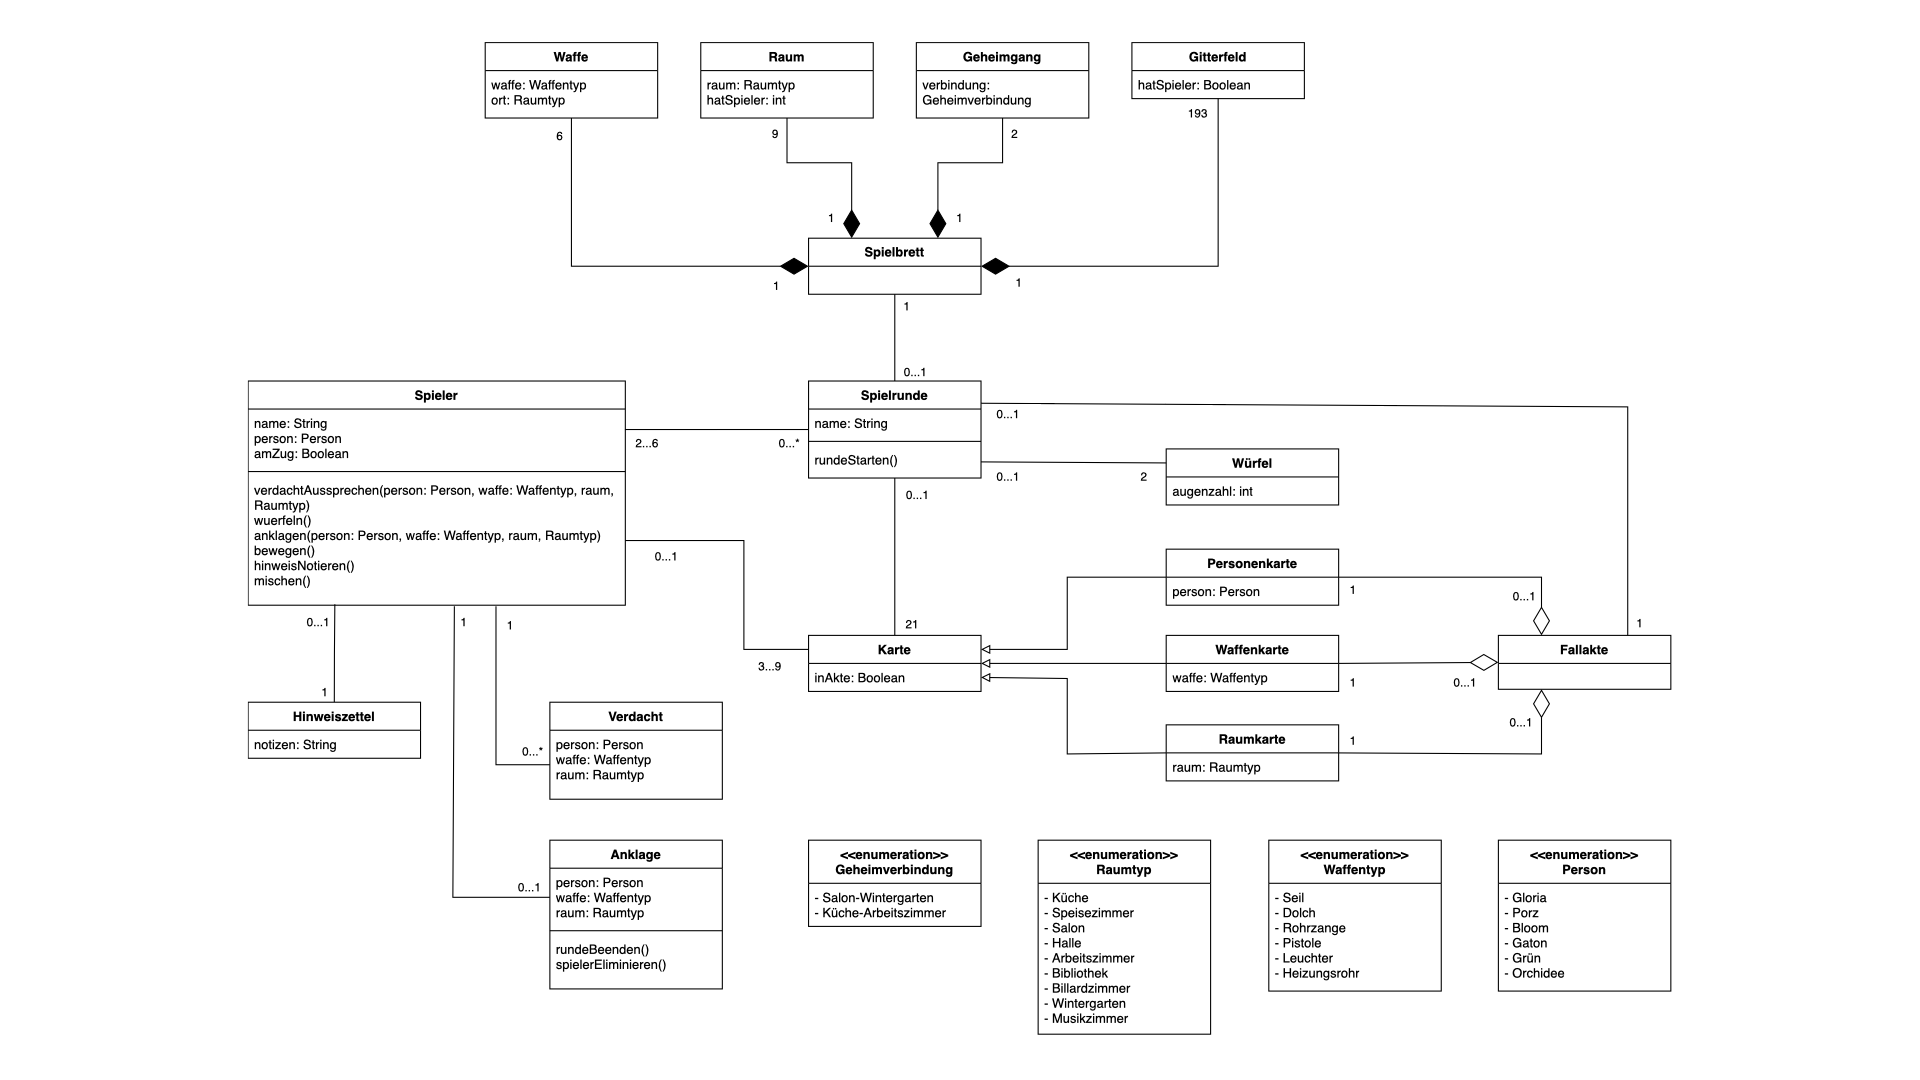 Waffe
waffe: Waffentyp
ort: Raumtyp
6
Raum
raum: Raumtyp
hatSpieler: int
9
Geheimgang
verbindung:
Geheimverbindung
2
Gitterfeld
hatSpieler: Boolean
193
1
1
Spielbrett
1
1
1
0...1
Spieler
name: String
person: Person
amZug: Boolean
verdachtAussprechen(person: Person, waffe: Waffentyp, raum,
Raumtyp)
wuerfeln()
anklagen(person: Person, waffe: Waffentyp, raum, Raumtyp)
bewegen()
hinweisNotieren()
mischen()
2...6
0...*
Spielrunde
name: String
rundeStarten()
0...1
0...1
2
Würfel
augenzahl: int
0...1
0...1
21
3...9
Karte
inAkte: Boolean
Personenkarte
person: Person
1
0...1
Waffenkarte
waffe: Waffentyp
1
0...1
Raumkarte
raum: Raumtyp
1
0...1
1
Fallakte
0...1
1
1
1
Hinweiszettel
notizen: String
0...*
Verdacht
person: Person
waffe: Waffentyp
raum: Raumtyp
0...1
Anklage
person: Person
waffe: Waffentyp
raum: Raumtyp
rundeBeenden()
spielerEliminieren()
<<enumeration>>
Geheimverbindung
- Salon-Wintergarten
- Küche-Arbeitszimmer
<<enumeration>>
Raumtyp
- Küche
- Speisezimmer
- Salon
- Halle
- Arbeitszimmer
- Bibliothek
- Billardzimmer
- Wintergarten
- Musikzimmer
<<enumeration>>
Waffentyp
- Seil
- Dolch
- Rohrzange
- Pistole
- Leuchter
- Heizungsrohr
<<enumeration>>
Person
- Gloria
- Porz
- Bloom
- Gaton
- Grün
- Orchidee